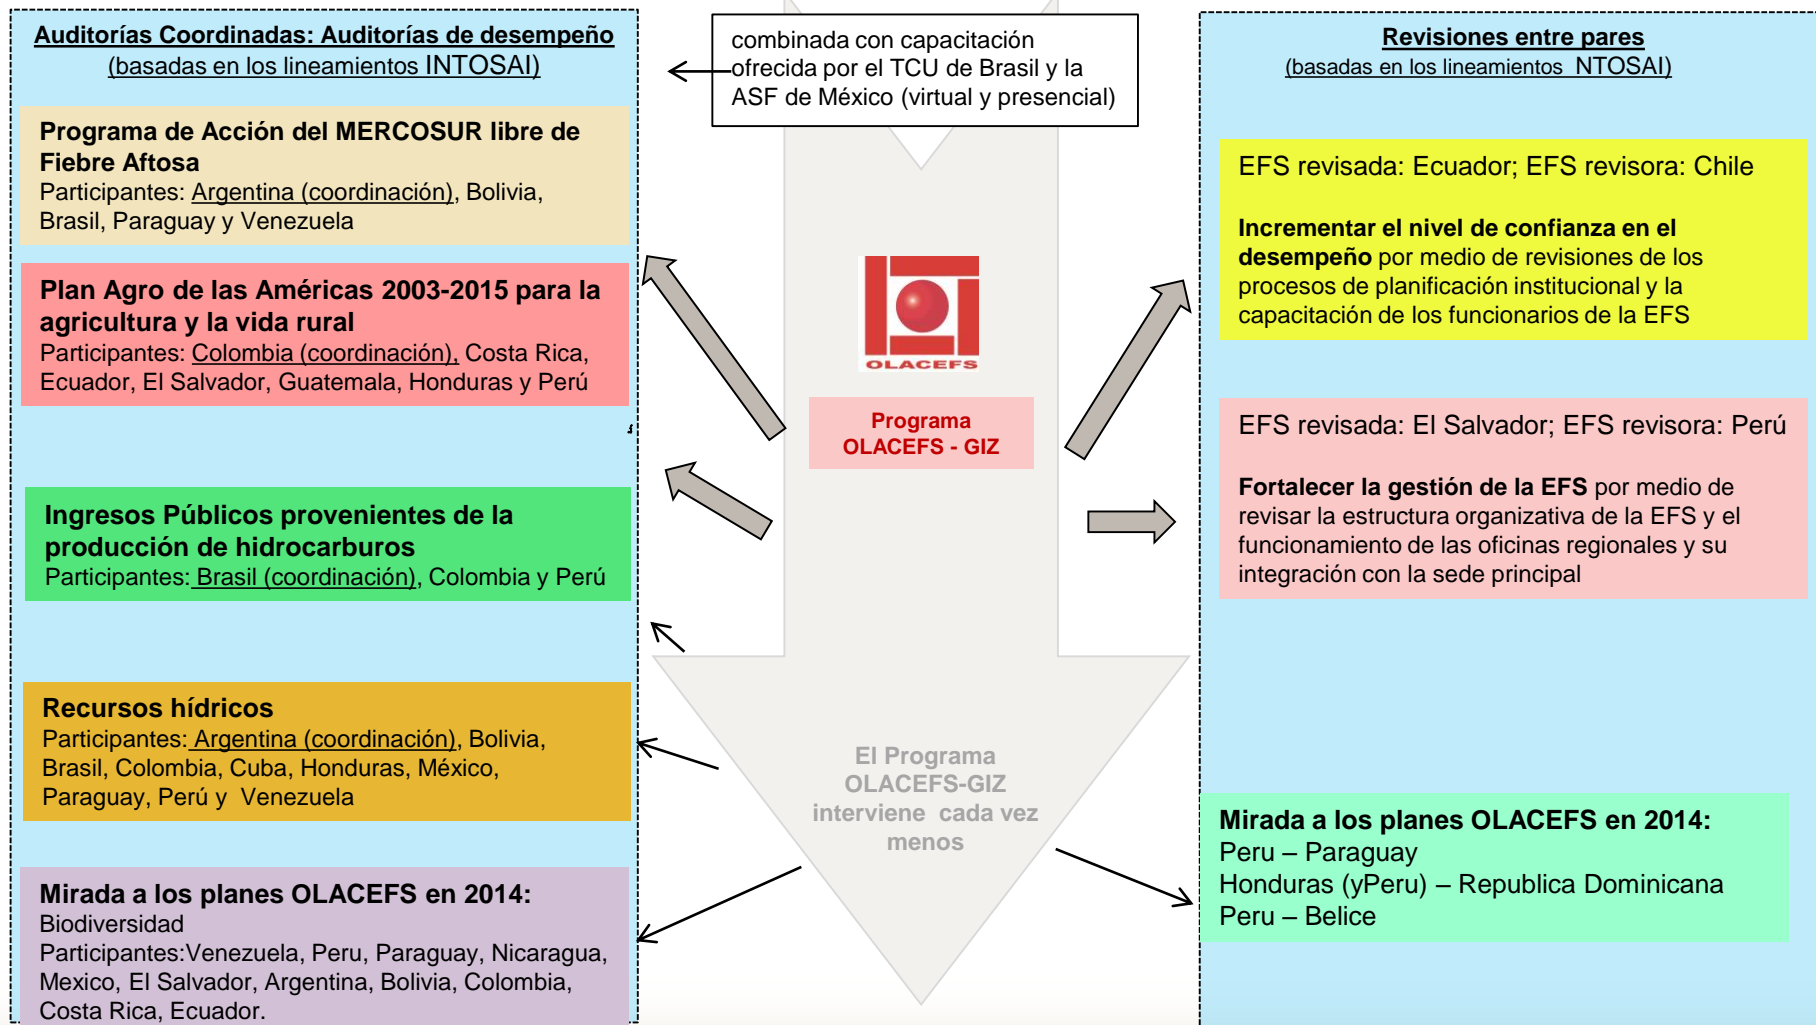 Auditorías Coordinadas: Auditorías de desempeño
(basadas en los lineamientos INTOSAI)
Programa de Acción del MERCOSUR libre de
Fiebre Aftosa
Participantes: Argentina (coordinación), Bolivia,
Brasil, Paraguay y Venezuela
Plan Agro de las Américas 2003-2015 para la
agricultura y la vida rural
Participantes: Colombia (coordinación), Costa Rica,
Ecuador, El Salvador, Guatemala, Honduras y Perú
Ingresos Públicos provenientes de la
producción de hidrocarburos
Participantes: Brasil (coordinación), Colombia y Perú
Recursos hídricos
Participantes: Argentina (coordinación), Bolivia,
Brasil, Colombia, Cuba, Honduras, México,
Paraguay, Perú y Venezuela
Mirada a los planes OLACEFS en 2014:
Biodiversidad
Participantes:Venezuela, Peru, Paraguay, Nicaragua,
Mexico, El Salvador, Argentina, Bolivia, Colombia,
Costa Rica, Ecuador.
combinada con capacitación
ofrecida por el TCU de Brasil y la
ASF de México (virtual y presencial)
OLACEFS
Programa
OLACEFS - GIZ
El Programa
OLACEFS-GIZ
interviene cada vez
menos
Revisiones entre pares
(basadas en los lineamientos NTOSAI)
EFS revisada: Ecuador; EFS revisora: Chile
Incrementar el nivel de confianza en el
desempeño por medio de revisiones de los
procesos de planificación institucional y la
capacitación de los funcionarios de la EFS
EFS revisada: El Salvador; EFS revisora: Perú
Fortalecer la gestión de la EFS por medio de
revisar la estructura organizativa de la EFS y el
funcionamiento de las oficinas regionales y su
integración con la sede principal
Mirada a los planes OLACEFS en 2014:
Peru – Paraguay
Honduras (yPeru) – Republica Dominicana
Peru – Belice